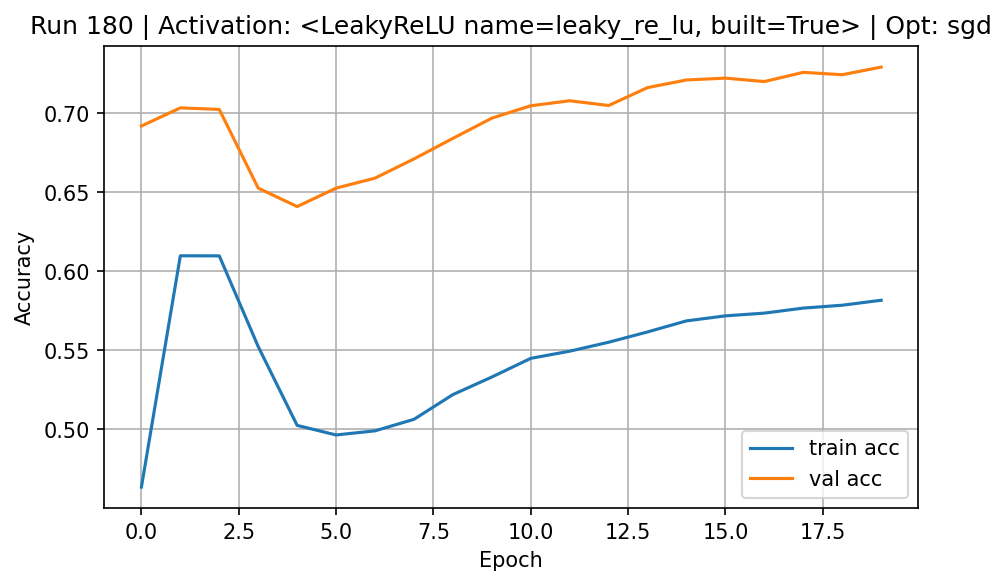 Run 180 | Activation: <LeakyReLU name=leaky_re_lu, built=True> | Opt: sgd
Accuracy
0.70
0.65
0.60
0.55
0.50
train acc
val acc
0.0 2.5 5.0 7.5 10.0 12.5 15.0 17.5
Epoch